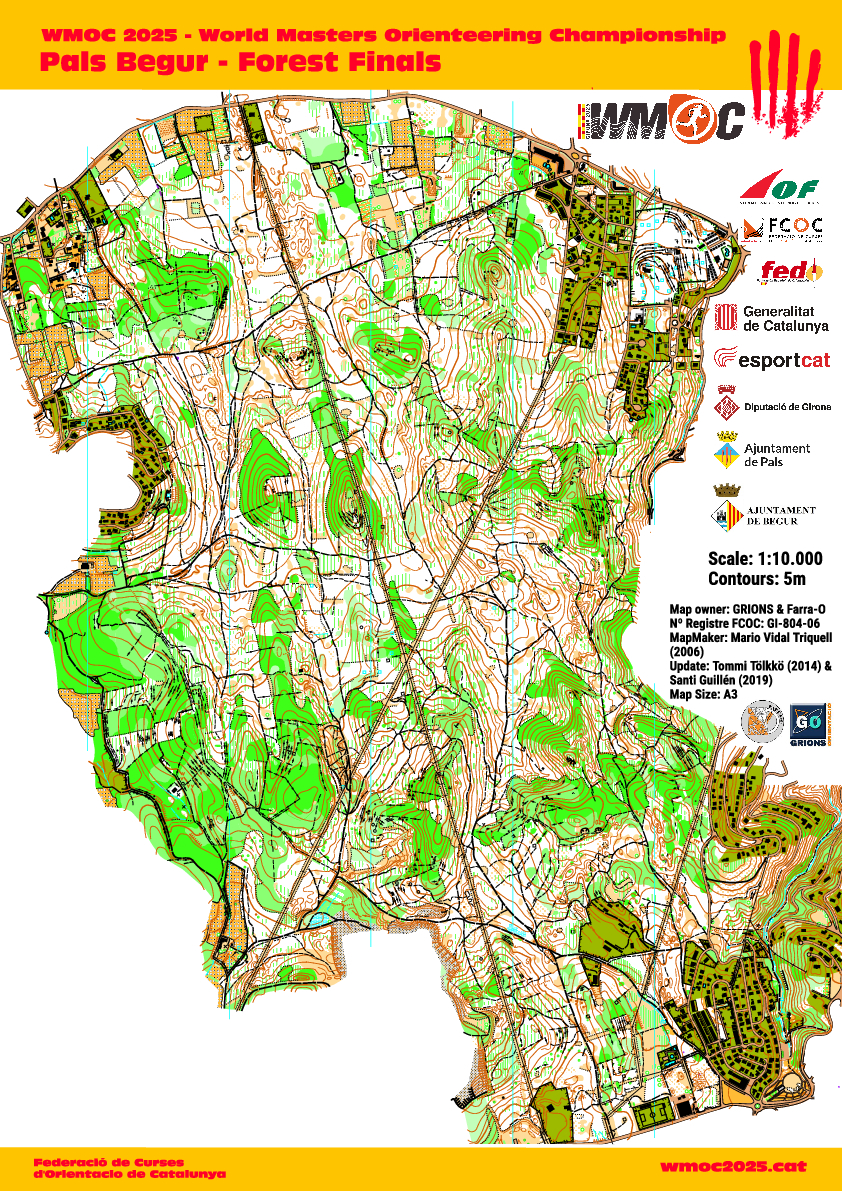 WMOC 2025 - World Masters Orienteering Championship
Pals Begur - Forest Finals
WMOC
IOF
FCOC
fedo
Generalitat
de Catalunya
esportcat
Diputació de Girona
Ajuntament
de Pals
AJUNTAMENT
DE BEGUR
Scale: 1:10.000
Contours: 5m
Map owner: GRIONS & Farra-O
Nº Registre FCOC: GI-804-06
MapMaker: Mario Vidal Triquell
(2006)
Update: Tommi Tölkkö (2014) &
Santi Guillén (2019)
Map Size: A3
GO
GRIONS
ORIENTACIÓ
Federació de Curses
d'Orientacio de Catalunya
wmoc2025.cat